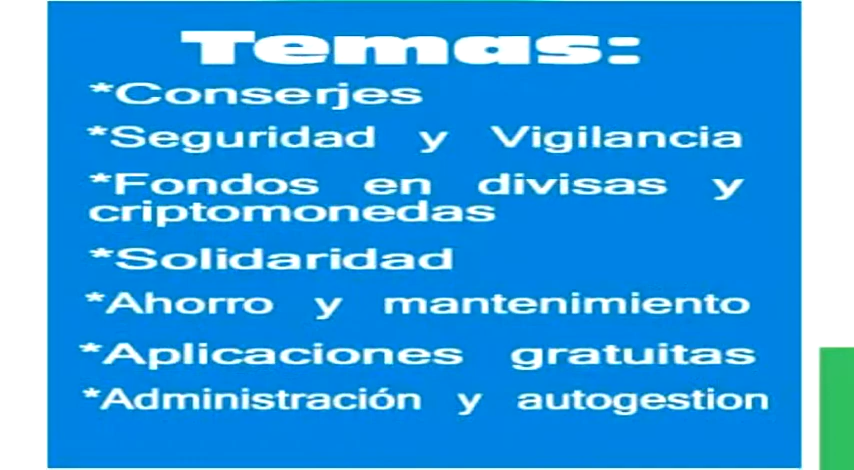 Temas:
*Conserjes
*Seguridad y Vigilancia
*Fondos en divisas y
criptomonedas
*Solidaridad
*Ahorro y mantenimiento
*Aplicaciones gratuitas
*Administración y autogestion